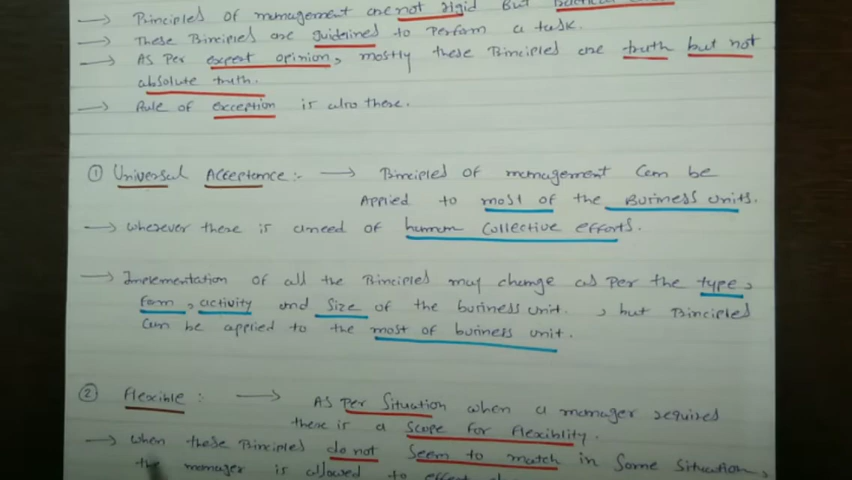 → Principles of management are not rigid But
→ These Principles are guidelined to perform a task.
→ As per expert opinion, mostly these Principles are truth but not
absolute truth.
→ Rule of exception is also there.
① Universal Acceptance:- → Principles of management can be
Applied to most of the Business units.
→ wherever there is a need of human collective efforts.
→ Implementation of all the Principles may change as per the type,
form, activity and size of the business unit., but Principles
can be applied to the most of business unit.
② Flexible: → As per situation when a manager required
there is a scope for flexiblity.
→ when these Principles do not seem to match in some situation,
the manager is allowed to effect